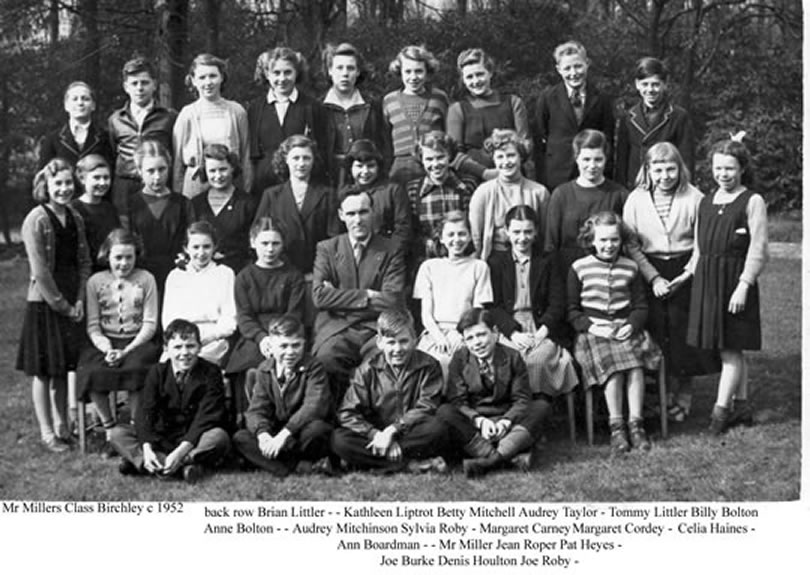 Mr Millers Class Birchley c 1952
back row Brian Littler - - Kathleen Liptrot Betty Mitchell Audrey Taylor - Tommy Littler Billy Bolton
Anne Bolton - - Audrey Mitchinson Sylvia Roby - Margaret Carney Margaret Cordey - Celia Haines -
Ann Boardman - - Mr Miller Jean Roper Pat Heyes -
Joe Burke Denis Houlton Joe Roby -